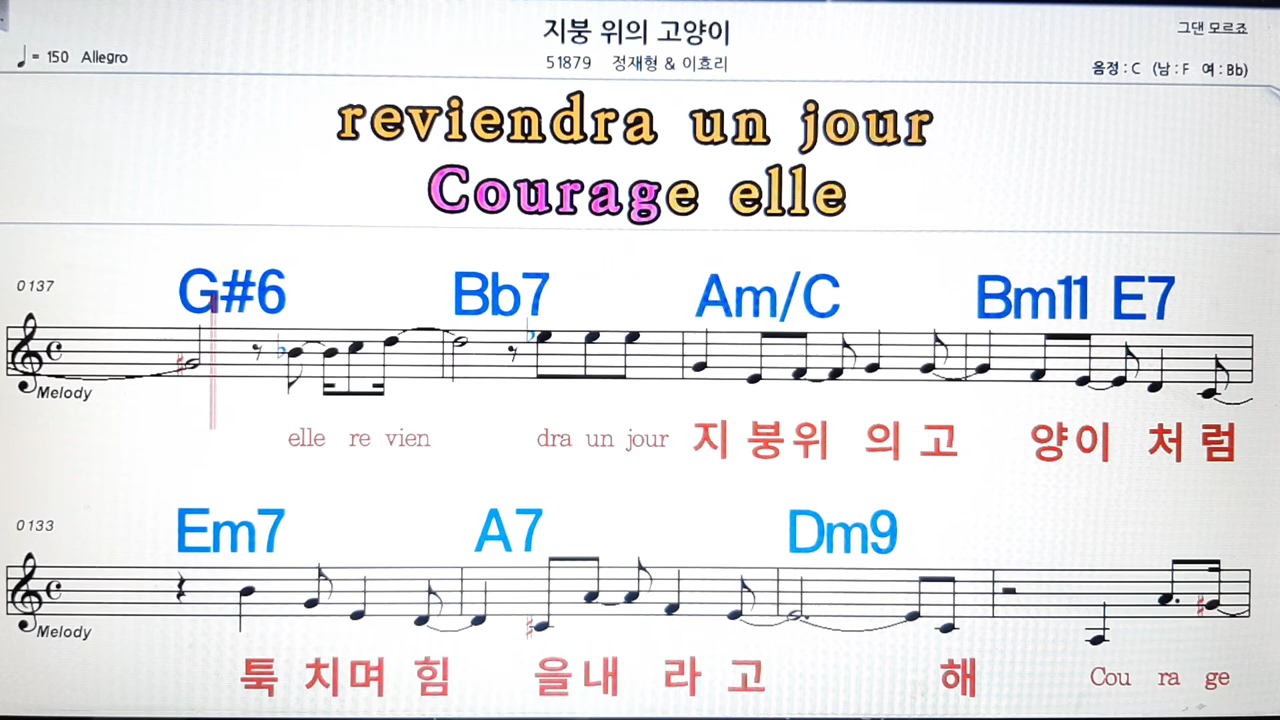 지붕 위의 고양이
그댄 모르죠
= 150 Allegro
51879 정재형 & 이효리
음정 : C (남 : F 여 : Bb)
reviendra un jour
Courage elle
0137
G#6 Bb7 Am/C Bm11 E7
Melody
elle re vien dra un jour 지 붕 위 의 고 양 이 처 럼
0133
Em7 A7 Dm9
Melody
툭 치 며 힘 을 내 라 고 해 Cou ra ge